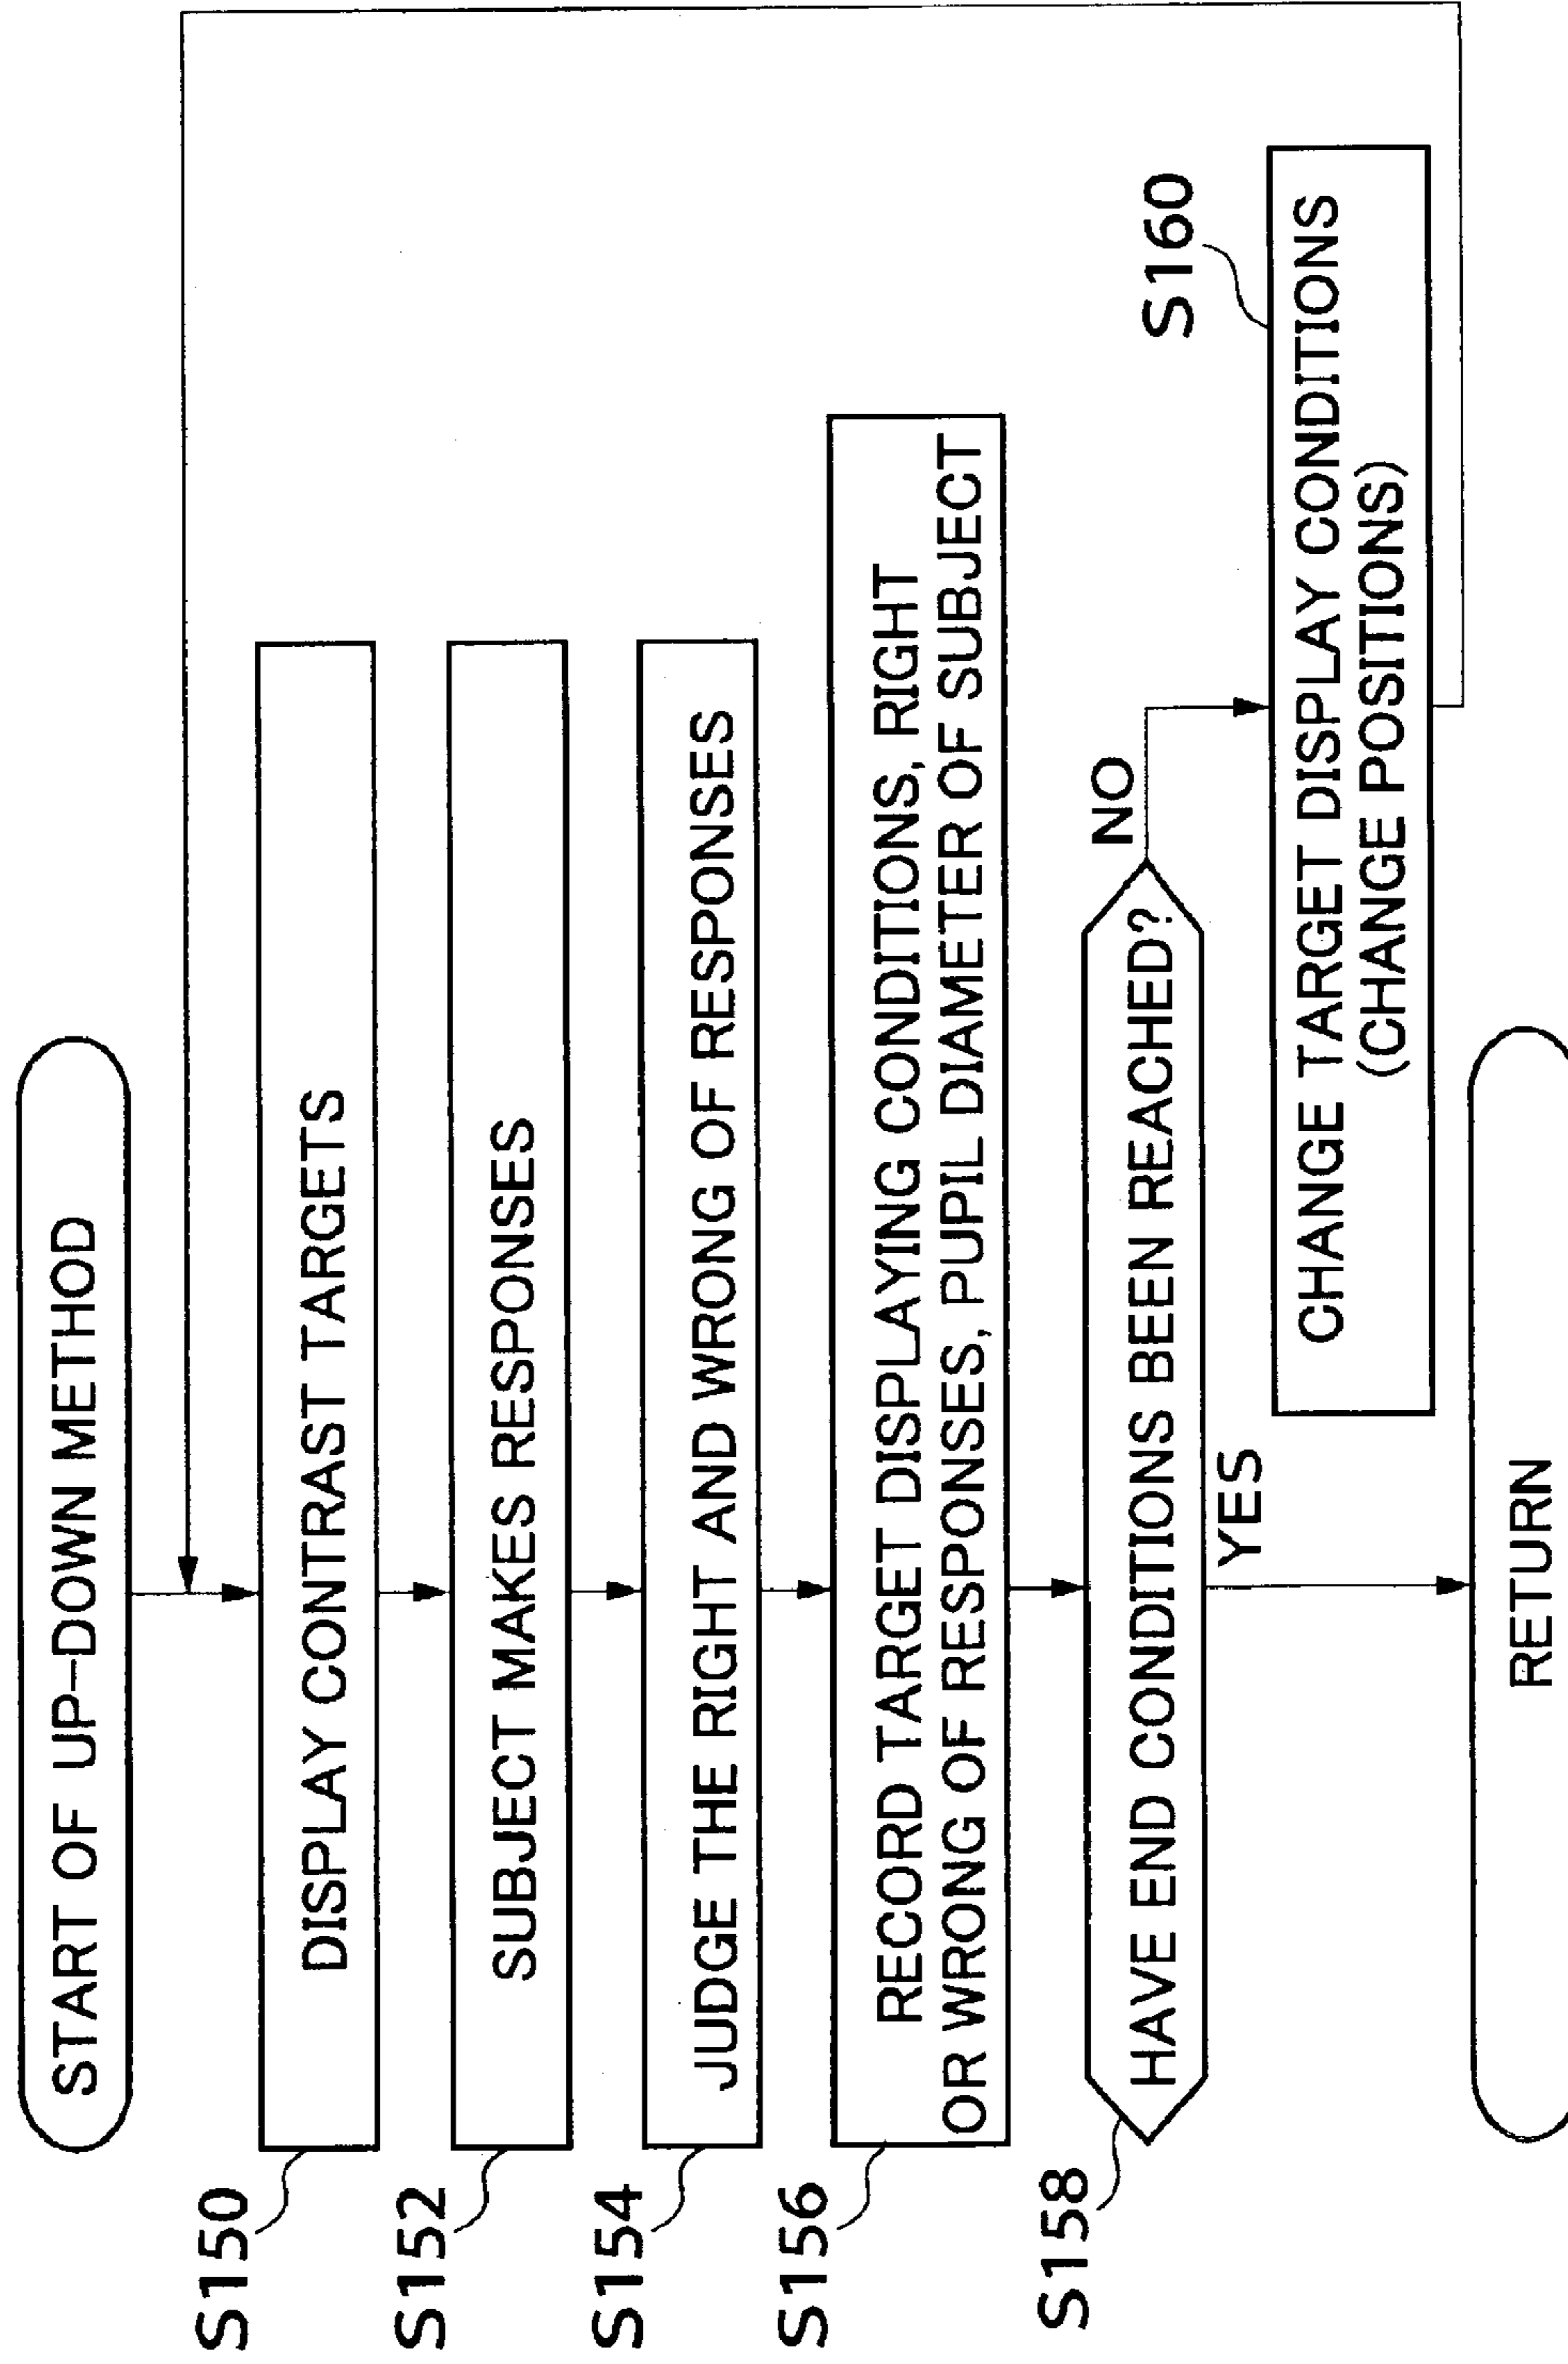 START OF UP-DOWN METHOD
S150
DISPLAY CONTRAST TARGETS
S152
SUBJECT MAKES RESPONSES
S154
JUDGE THE RIGHT AND WRONG OF RESPONSES
S156
RECORD TARGET DISPLAYING CONDITIONS, RIGHT
OR WRONG OF RESPONSES, PUPIL DIAMETER OF SUBJECT
S158
HAVE END CONDITIONS BEEN REACHED?
NO
S160
CHANGE TARGET DISPLAY CONDITIONS
(CHANGE POSITIONS)
YES
RETURN